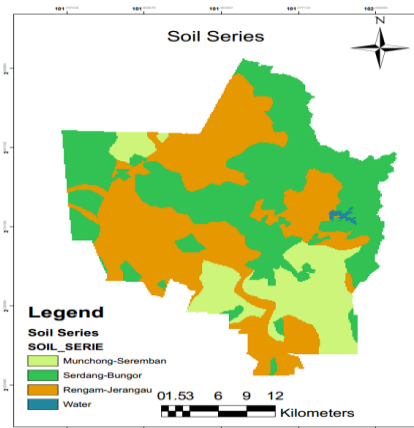 Soil Series
N
Legend
Soil Series
SOIL_SERIE
Munchong-Seremban
Serdang-Bungor
Rengam-Jerangau
Water
01.53 6 9 12
Kilometers